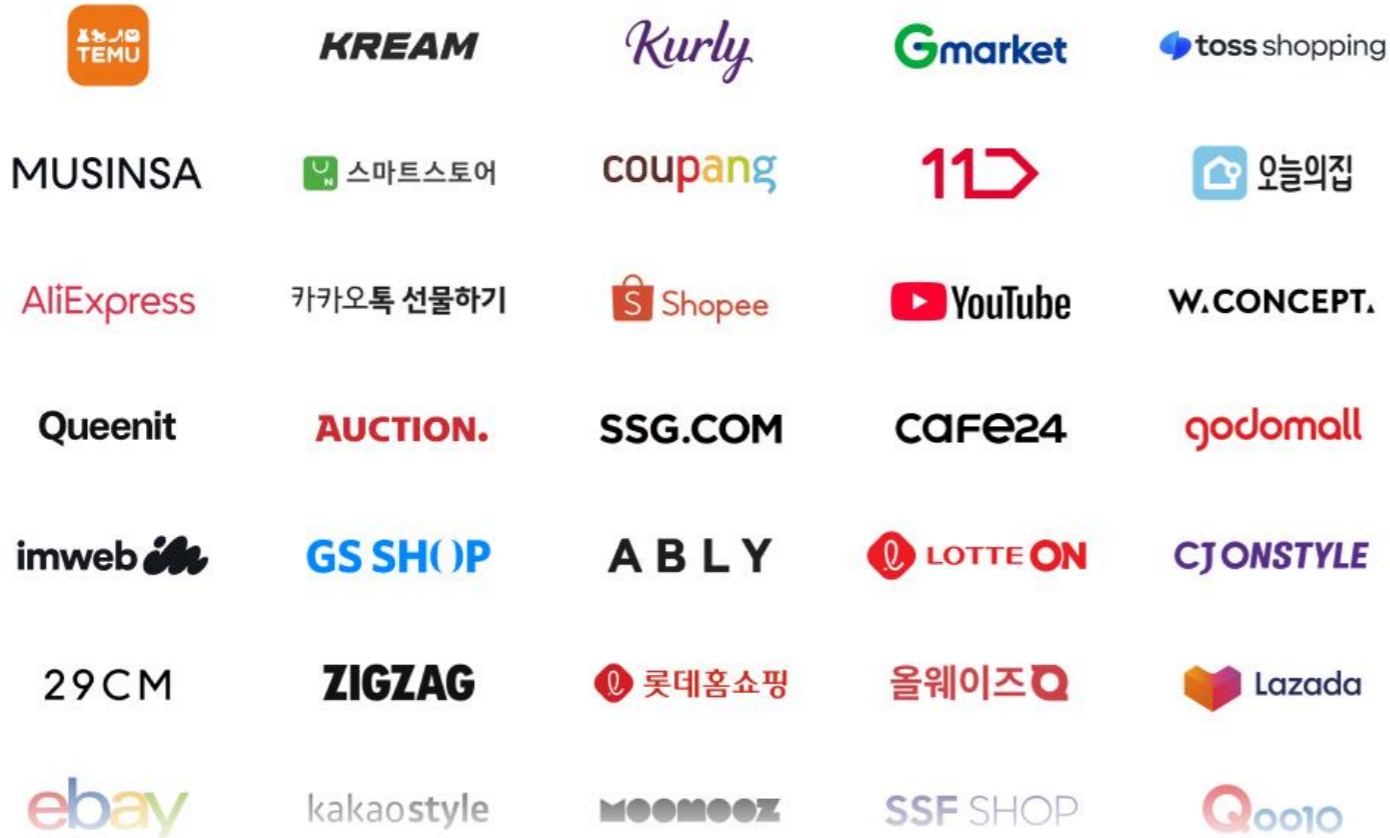 TEMU
KREAM
Kurly
Gmarket
toss shopping
MUSINSA
N 스마트스토어
coupang
11
오늘의집
AliExpress
카카오톡 선물하기
S Shopee
YouTube
W.CONCEPT.
Queenit
AUCTION.
SSG.COM
cafe24
godomall
imweb im
GS SHOP
ABLY
LOTTE ON
CJ ONSTYLE
29CM
ZIGZAG
롯데홈쇼핑
올웨이즈
Lazada
ebay
kakaostyle
MOOMOOZ
SSF SHOP
Qoo10